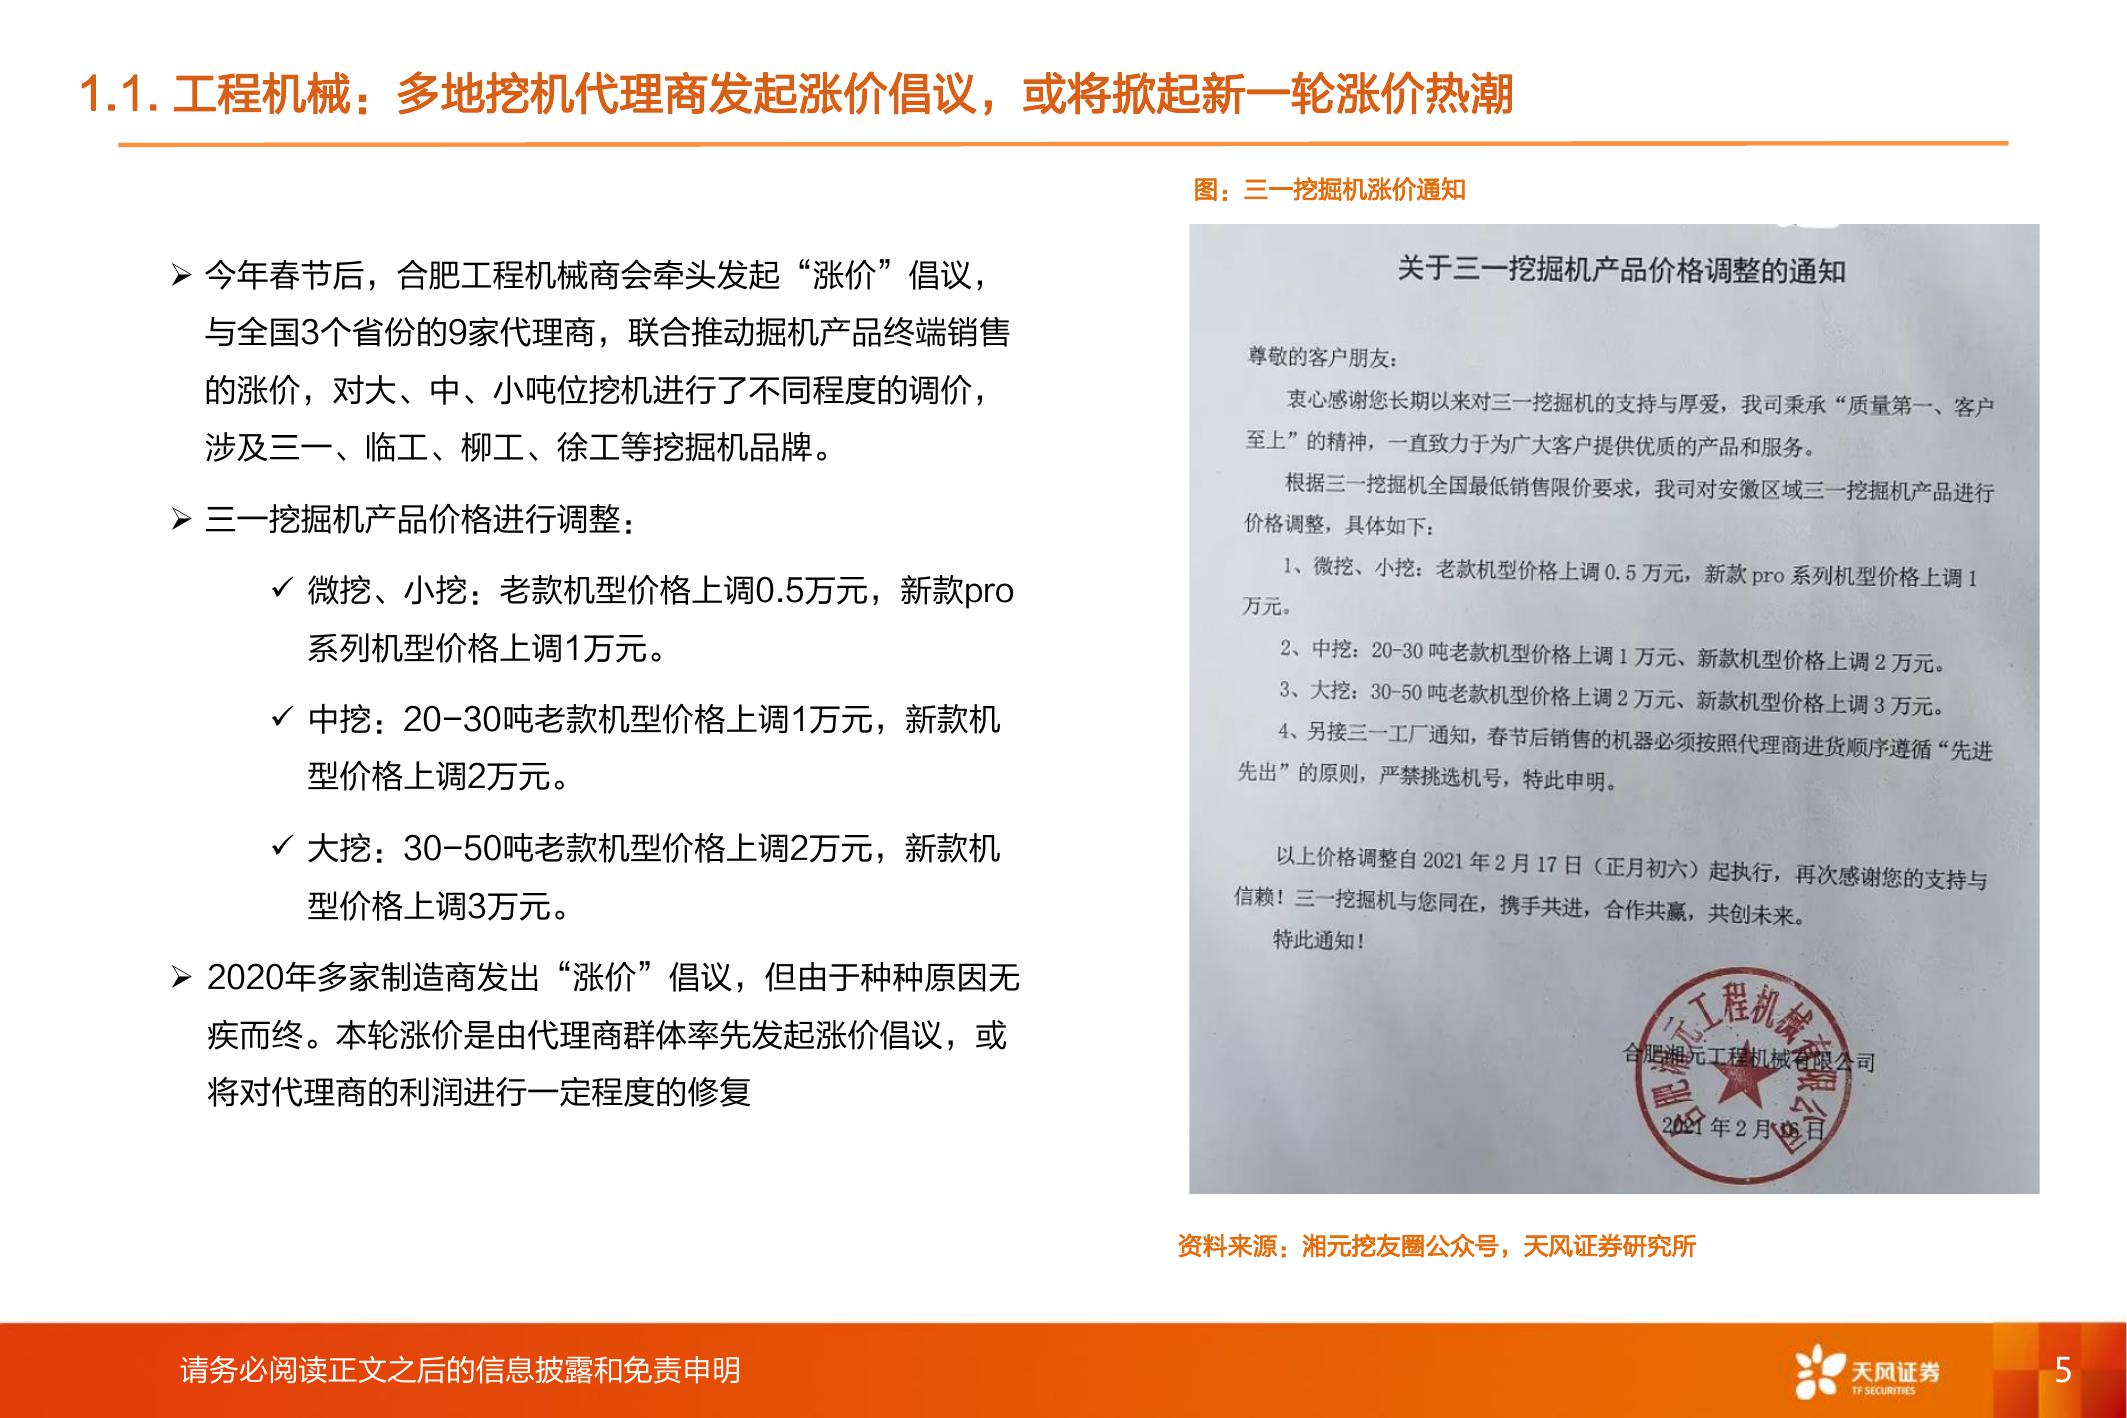 1.1. 工程机械：多地挖机代理商发起涨价倡议，或将掀起新一轮涨价热潮
今年春节后，合肥工程机械商会牵头发起“涨价”倡议，
与全国3个省份的9家代理商，联合推动掘机产品终端销售
的涨价，对大、中、小吨位挖机进行了不同程度的调价，
涉及三一、临工、柳工、徐工等挖掘机品牌。
三一挖掘机产品价格进行调整：
微挖、小挖：老款机型价格上调0.5万元，新款pro
系列机型价格上调1万元。
中挖：20-30吨老款机型价格上调1万元，新款机
型价格上调2万元。
大挖：30-50吨老款机型价格上调2万元，新款机
型价格上调3万元。
2020年多家制造商发出“涨价”倡议，但由于种种原因无
疾而终。本轮涨价是由代理商群体率先发起涨价倡议，或
将对代理商的利润进行一定程度的修复
图：三一挖掘机涨价通知
关于三一挖掘机产品价格调整的通知
尊敬的客户朋友：
衷心感谢您长期以来对三一挖掘机的支持与厚爱，我司秉承“质量第一、客户
至上”的精神，一直致力于为广大客户提供优质的产品和服务。
根据三一挖掘机全国最低销售限价要求，我司对安徽区域三一挖掘机产品进行
价格调整，具体如下：
1、微挖、小挖：老款机型价格上调0.5万元，新款pro系列机型价格上调1
万元。
2、中挖：20-30吨老款机型价格上调1万元、新款机型价格上调2万元。
3、大挖：30-50吨老款机型价格上调2万元、新款机型价格上调3万元。
4、另接三一工厂通知，春节后销售的机器必须按照代理商进货顺序遵循“先进
先出”的原则，严禁挑选机号，特此申明。
以上价格调整自2021年2月17日（正月初六）起执行，再次感谢您的支持与
信赖！三一挖掘机与您同在，携手共进，合作共赢，共创未来。
特此通知！
合肥湘元工程机械有限公司
合肥湘元工程机械有限公司
2021年2月16日
资料来源：湘元挖友圈公众号，天风证券研究所
请务必阅读正文之后的信息披露和免责申明
天风证券
TF SECURITIES
5